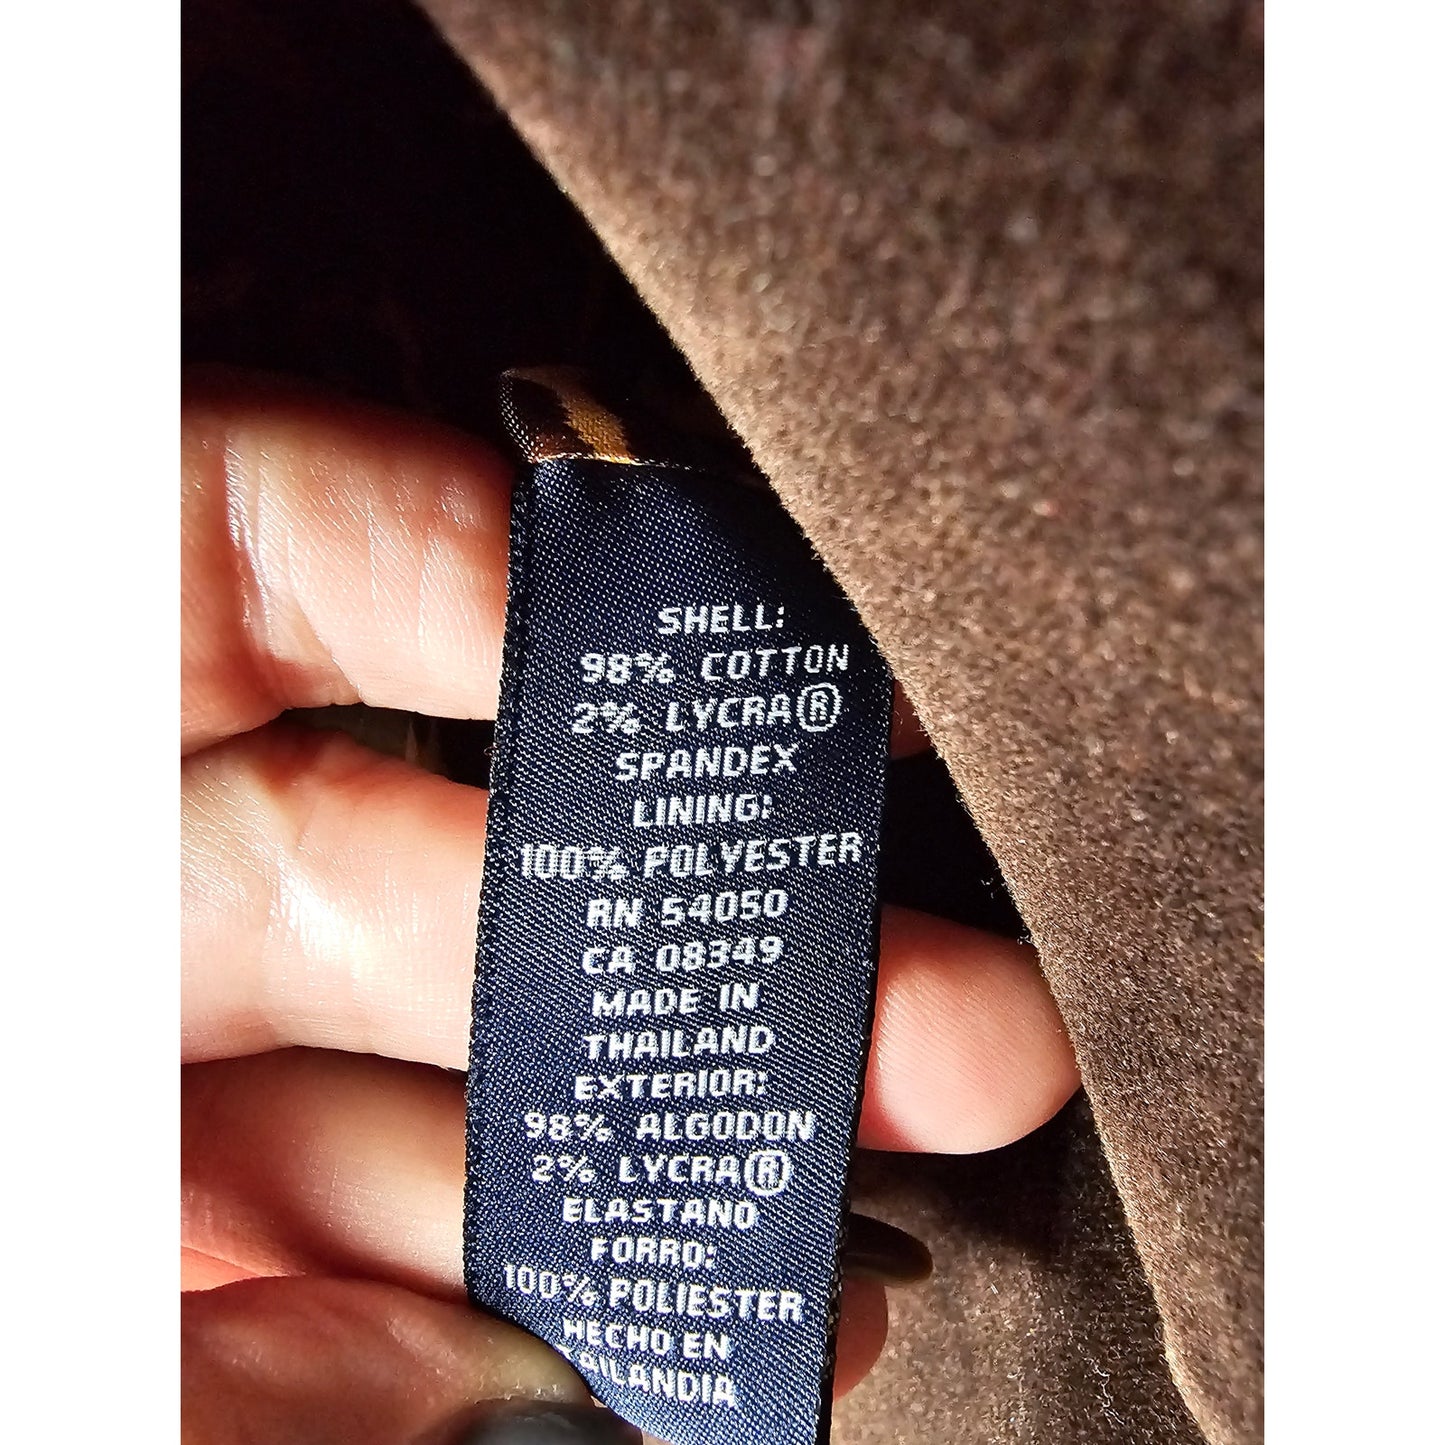 SHELL:
98% COTTON
2% LYCRA®
SPANDEX
LINING:
100% POLYESTER
RN 54050
CA 08349
MADE IN
THAILAND
EXTERIOR:
98% ALGODON
2% LYCRA®
ELASTANO
FORRO:
100% POLIESTER
HECHO EN
TAILANDIA